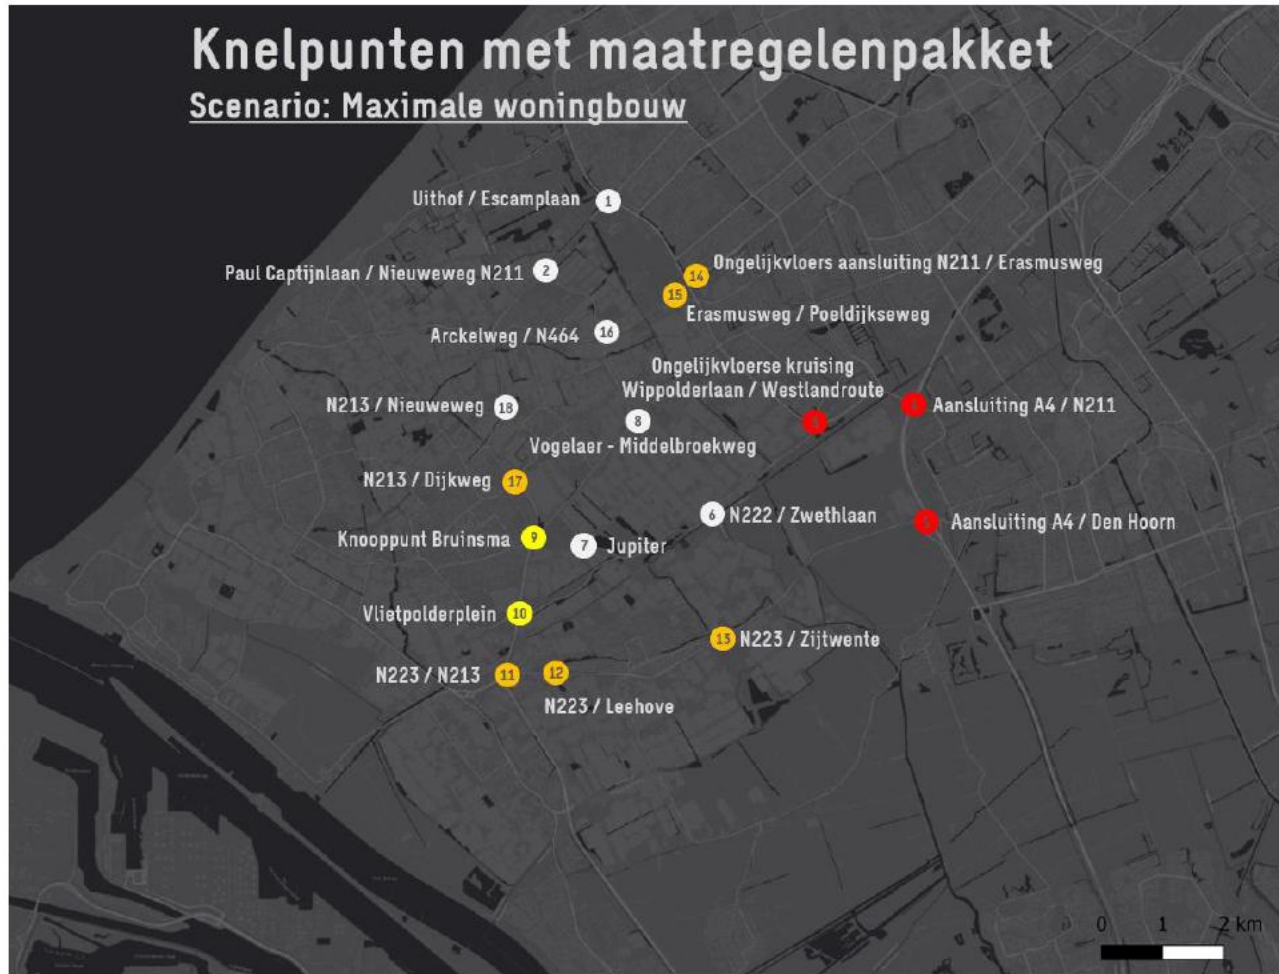 Knelpunten met maatregelenpakket
Scenario: Maximale woningbouw
Uithof / Escamplaan 1
Paul Captijnlaan / Nieuweweg N211 2
14 Ongelijkvloers aansluiting N211 / Erasmusweg
15
Erasmusweg / Poeldijkseweg
Arckelweg / N464 16
Ongelijkvloerse kruising
Wippolderlaan / Westlandroute
Aansluiting A4 / N211
N213 / Nieuweweg 18
8
Vogelaer - Middelbroekweg
N213 / Dijkweg 17
6 N222 / Zwethlaan
5 Aansluiting A4 / Den Hoorn
Knooppunt Bruinsma 9
7 Jupiter
Vlietpolderplein 10
13 N223 / Zijtwente
N223 / N213 11
12
N223 / Leehove
0 1 2 km